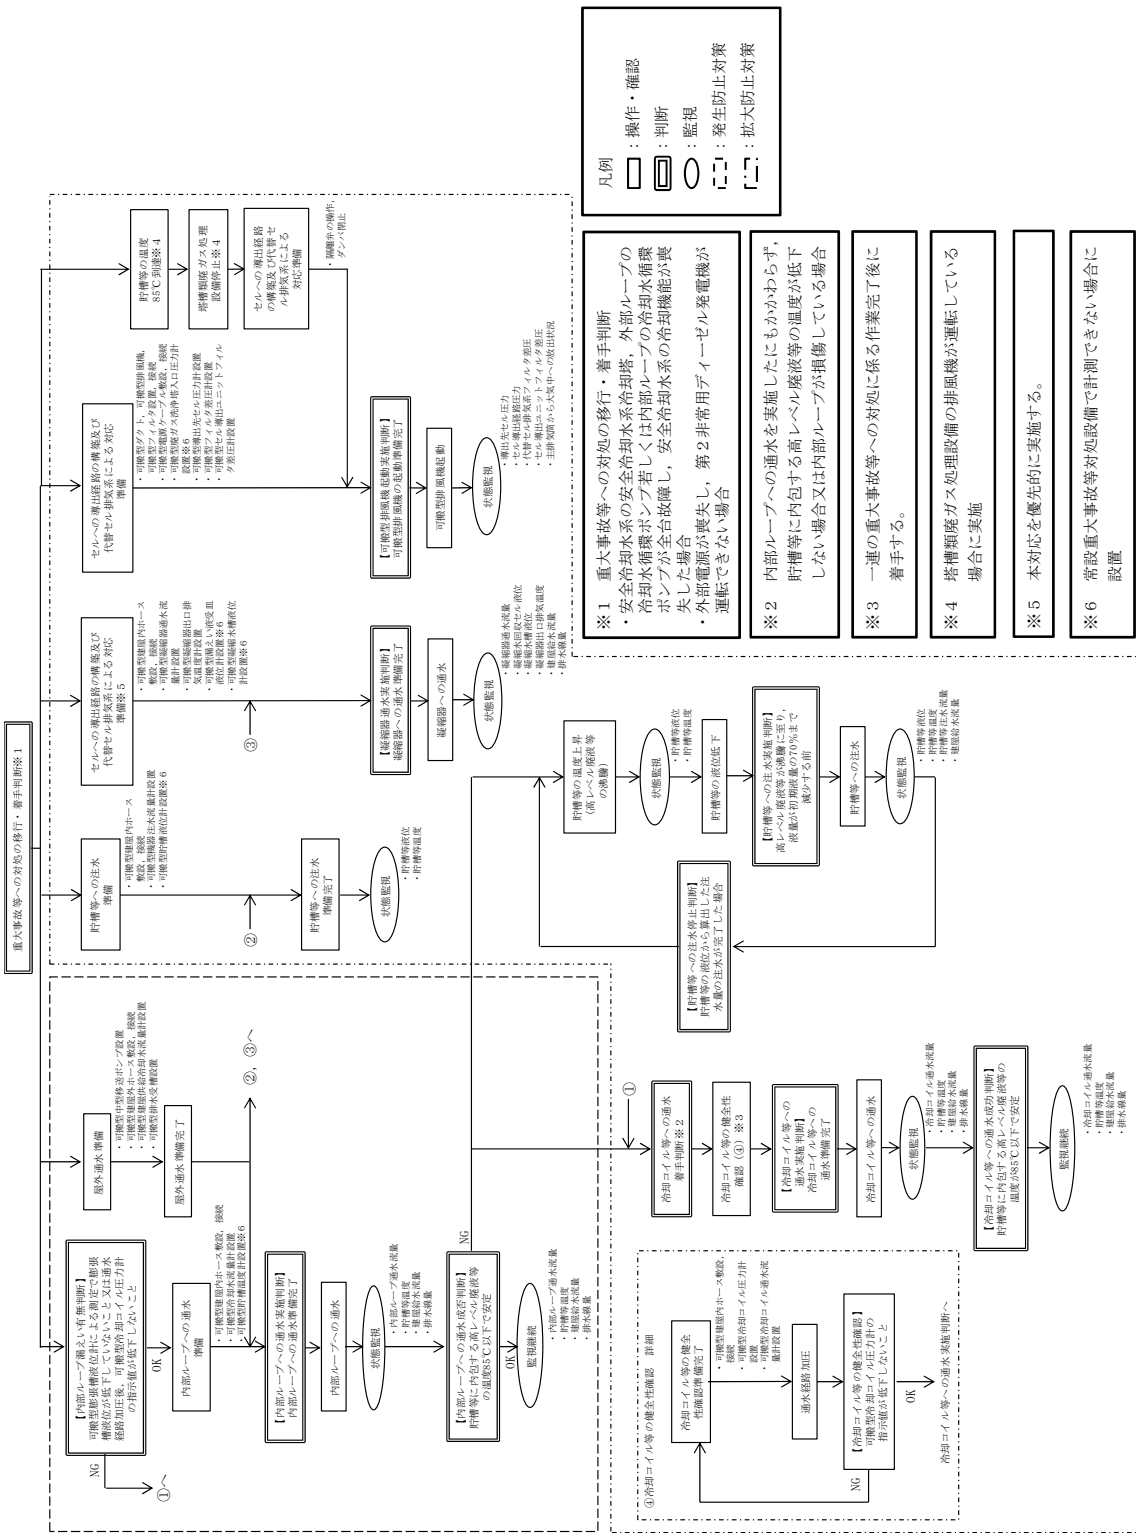 重大事故等への対処の移行・着手判断※１
【内部ループ漏えい有無判断】
可搬型膨張槽液位計による測定で膨張
槽液位が低下していないこと又は通水
経路加圧後，可搬型冷却コイル圧力計
の指示値が低下しないこと
NG
①へ
OK
内部ループへの通水
準備
・可搬型建屋内ホース敷設，接続
・可搬型冷却水流量計設置
・可搬型貯槽温度計設置※６
【内部ループへの通水実施判断】
内部ループへの通水準備完了
内部ループへの通水
状態監視
・内部ループ通水流量
・貯槽等温度
・建屋給水流量
・排水線量
【内部ループへの通水成否判断】
貯槽等に内包する高レベル廃液等
の温度85℃以下で安定
NG
OK
監視継続
・内部ループ通水流量
・貯槽等温度
・建屋給水流量
・排水線量
屋外通水準備
・可搬型中型移送ポンプ設置
・可搬型建屋外ホース敷設，接続
・可搬型建屋供給冷却水流量計設置
・可搬型排水受槽設置
屋外通水準備完了
②，③へ
貯槽等への注水
準備
・可搬型建屋内ホース
敷設，接続
・可搬型機器注水流量計設置
・可搬型貯槽液位計設置※６
②
貯槽等への注水
準備完了
状態監視
・貯槽等液位
・貯槽等温度
セルへの導出経路の構築及び
代替セル排気系による対応
準備※５
・可搬型建屋内ホース
敷設，接続
・可搬型凝縮器通水流
量計設置
・可搬型凝縮器出口排
気温度計設置
・可搬型漏えい液受皿
液位計設置※６
・可搬型凝縮水槽液位
計設置※６
③
【凝縮器通水実施判断】
凝縮器への通水準備完了
凝縮器への通水
状態監視
・凝縮器通水流量
・凝縮水回収セル液位
・凝縮水槽液位
・凝縮器出口排気温度
・建屋給水流量
・排水線量
セルへの導出経路の構築及び
代替セル排気系による対応
準備
・可搬型ダクト，可搬型排風機，
可搬型フィルタ設置，接続
・可搬型電源ケーブル敷設，接続
・可搬型廃ガス洗浄塔入口圧力計
設置※６
・可搬型導出先セル圧力計設置
・可搬型フィルタ差圧計設置
・可搬型セル導出ユニットフィル
タ差圧計設置
【可搬型排風機起動実施判断】
可搬型排風機の起動準備完了
可搬型排風機起動
状態監視
・導出先セル圧力
・セル導出経路圧力
・代替セル排気系フィルタ差圧
・セル導出ユニットフィルタ差圧
・主排気筒から大気中への放出状況
貯槽等の温度
85℃到達※４
塔槽類廃ガス処理
設備停止※４
セルへの導出経路
の構築及び代替セ
ル排気系による
対応準備
・隔離弁の操作，
ダンパ閉止
貯槽等の温度上昇
（高レベル廃液等
の沸騰）
状態監視
・貯槽等液位
・貯槽等温度
貯槽等の液位低下
【貯槽等への注水実施判断】
高レベル廃液等が沸騰に至り，
液量が初期液量の70％まで
減少する前
貯槽等への注水
状態監視
・貯槽等液位
・貯槽等温度
・貯槽等注水流量
・建屋給水流量
【貯槽等への注水停止判断】
貯槽等の液位から算出した注
水量の注水が完了した場合
①
冷却コイル等への通水
着手判断※２
冷却コイル等の健全性
確認（④）※３
【冷却コイル等への
通水実施判断】
冷却コイル等への
通水準備完了
冷却コイル等への通水
状態監視
・冷却コイル通水流量
・貯槽等温度
・建屋給水流量
・排水線量
【冷却コイル等への通水成功判断】
貯槽等に内包する高レベル廃液等の
温度が85℃以下で安定
監視継続
・冷却コイル通水流量
・貯槽等温度
・建屋給水流量
・排水線量
④冷却コイル等の健全性確認 詳細
冷却コイル等の健全
性確認準備完了
・可搬型建屋内ホース敷設，
接続
・可搬型冷却コイル圧力計
設置
・可搬型冷却コイル通水流
量計設置
通水経路加圧
【冷却コイル等の健全性確認】
可搬型冷却コイル圧力計の
指示値が低下しないこと
NG
OK
冷却コイル等への通水実施判断へ
※１ 重大事故等への対処の移行・着手判断
・安全冷却水系の安全冷却水系冷却塔，外部ループの
冷却水循環ポンプ若しくは内部ループの冷却水循環
ポンプが全台故障し，安全冷却水系の冷却機能が喪
失した場合
・外部電源が喪失し，第２非常用ディーゼル発電機が
運転できない場合
※２ 内部ループへの通水を実施したにもかかわらず，
貯槽等に内包する高レベル廃液等の温度が低下
しない場合又は内部ループが損傷している場合
※３ 一連の重大事故等への対処に係る作業完了後に
着手する。
※４ 塔槽類廃ガス処理設備の排風機が運転している
場合に実施
※５ 本対応を優先的に実施する。
※６ 常設重大事故等対処設備で計測できない場合に
設置
凡例
：操作・確認
：判断
：監視
：発生防止対策
：拡大防止対策